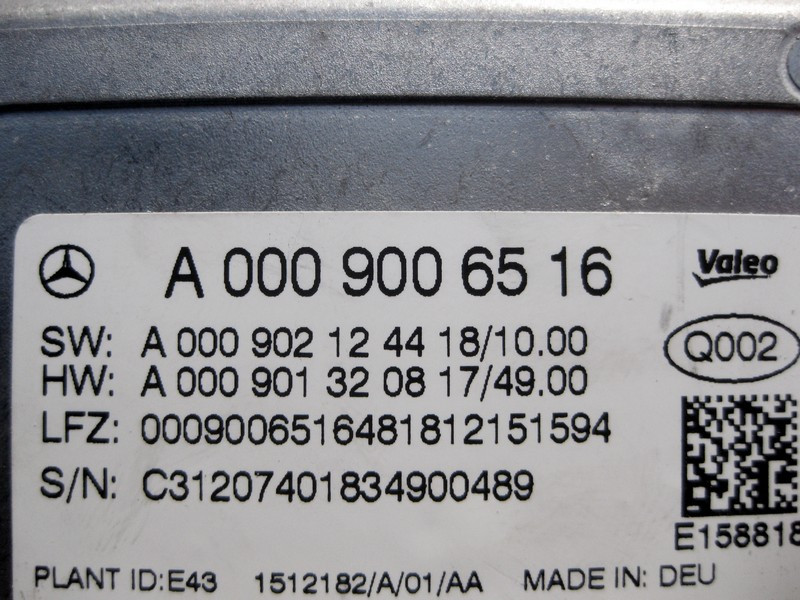 A 000 900 65 16
Valeo
SW: A 000 902 12 44 18/10.00
Q002
HW: A 000 901 32 08 17/49.00
LFZ: 0009006516481812151594
S/N: C31207401834900489
E158818
PLANT ID:E43 1512182/A/01/AA MADE IN: DEU